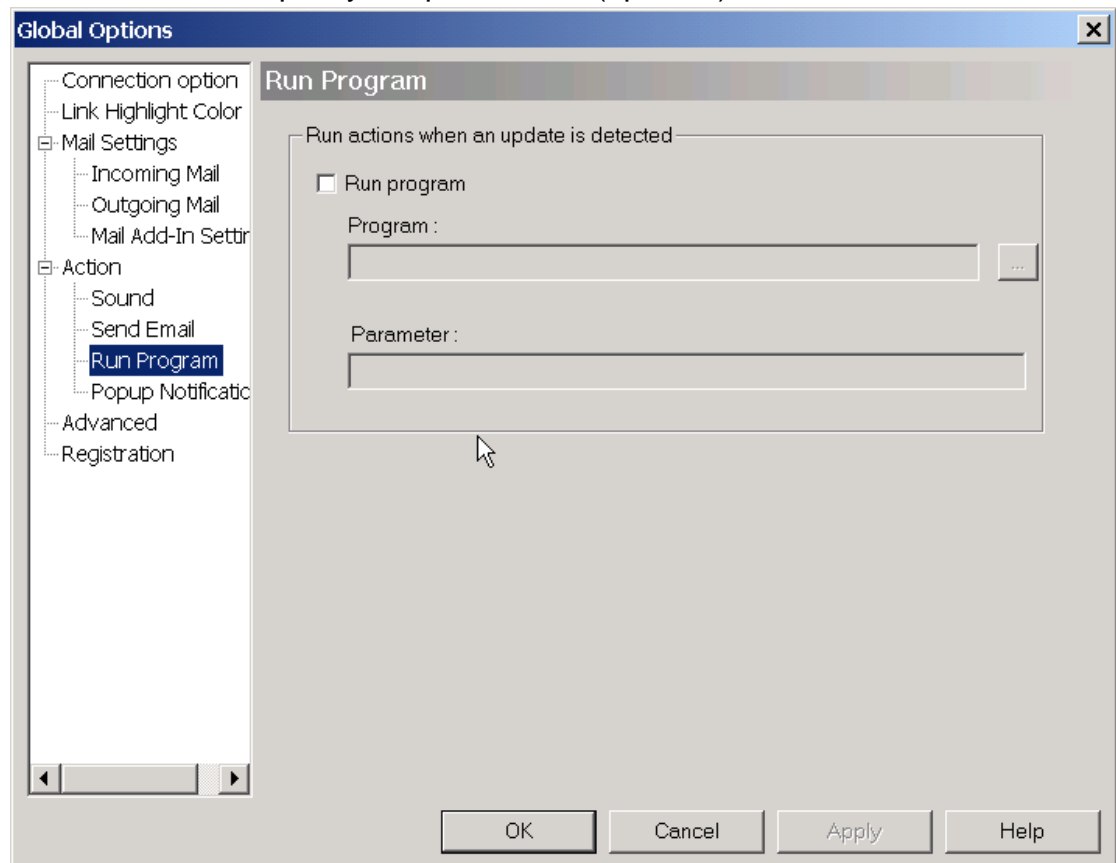 Global Options
Connection option
Link Highlight Color
Mail Settings
Incoming Mail
Outgoing Mail
Mail Add-In Settir
Action
Sound
Send Email
Run Program
Popup Notificatic
Advanced
Registration
Run Program
Run actions when an update is detected
Run program
Program :
...
Parameter :
OK
Cancel
Apply
Help